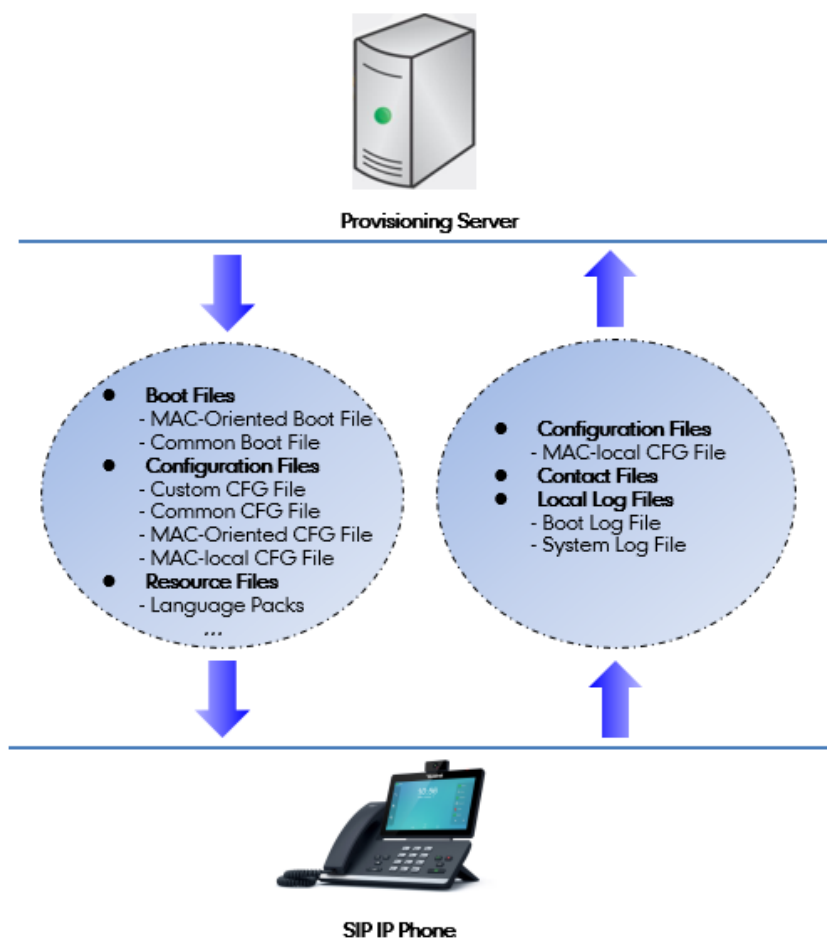 Provisioning Server
● Boot Files
- MAC-Oriented Boot File
- Common Boot File
● Configuration Files
- Custom CFG File
- Common CFG File
- MAC-Oriented CFG File
- MAC-local CFG File
● Resource Files
- Language Packs
...
● Configuration Files
- MAC-local CFG File
● Contact Files
● Local Log Files
- Boot Log File
- System Log File
SIP IP Phone